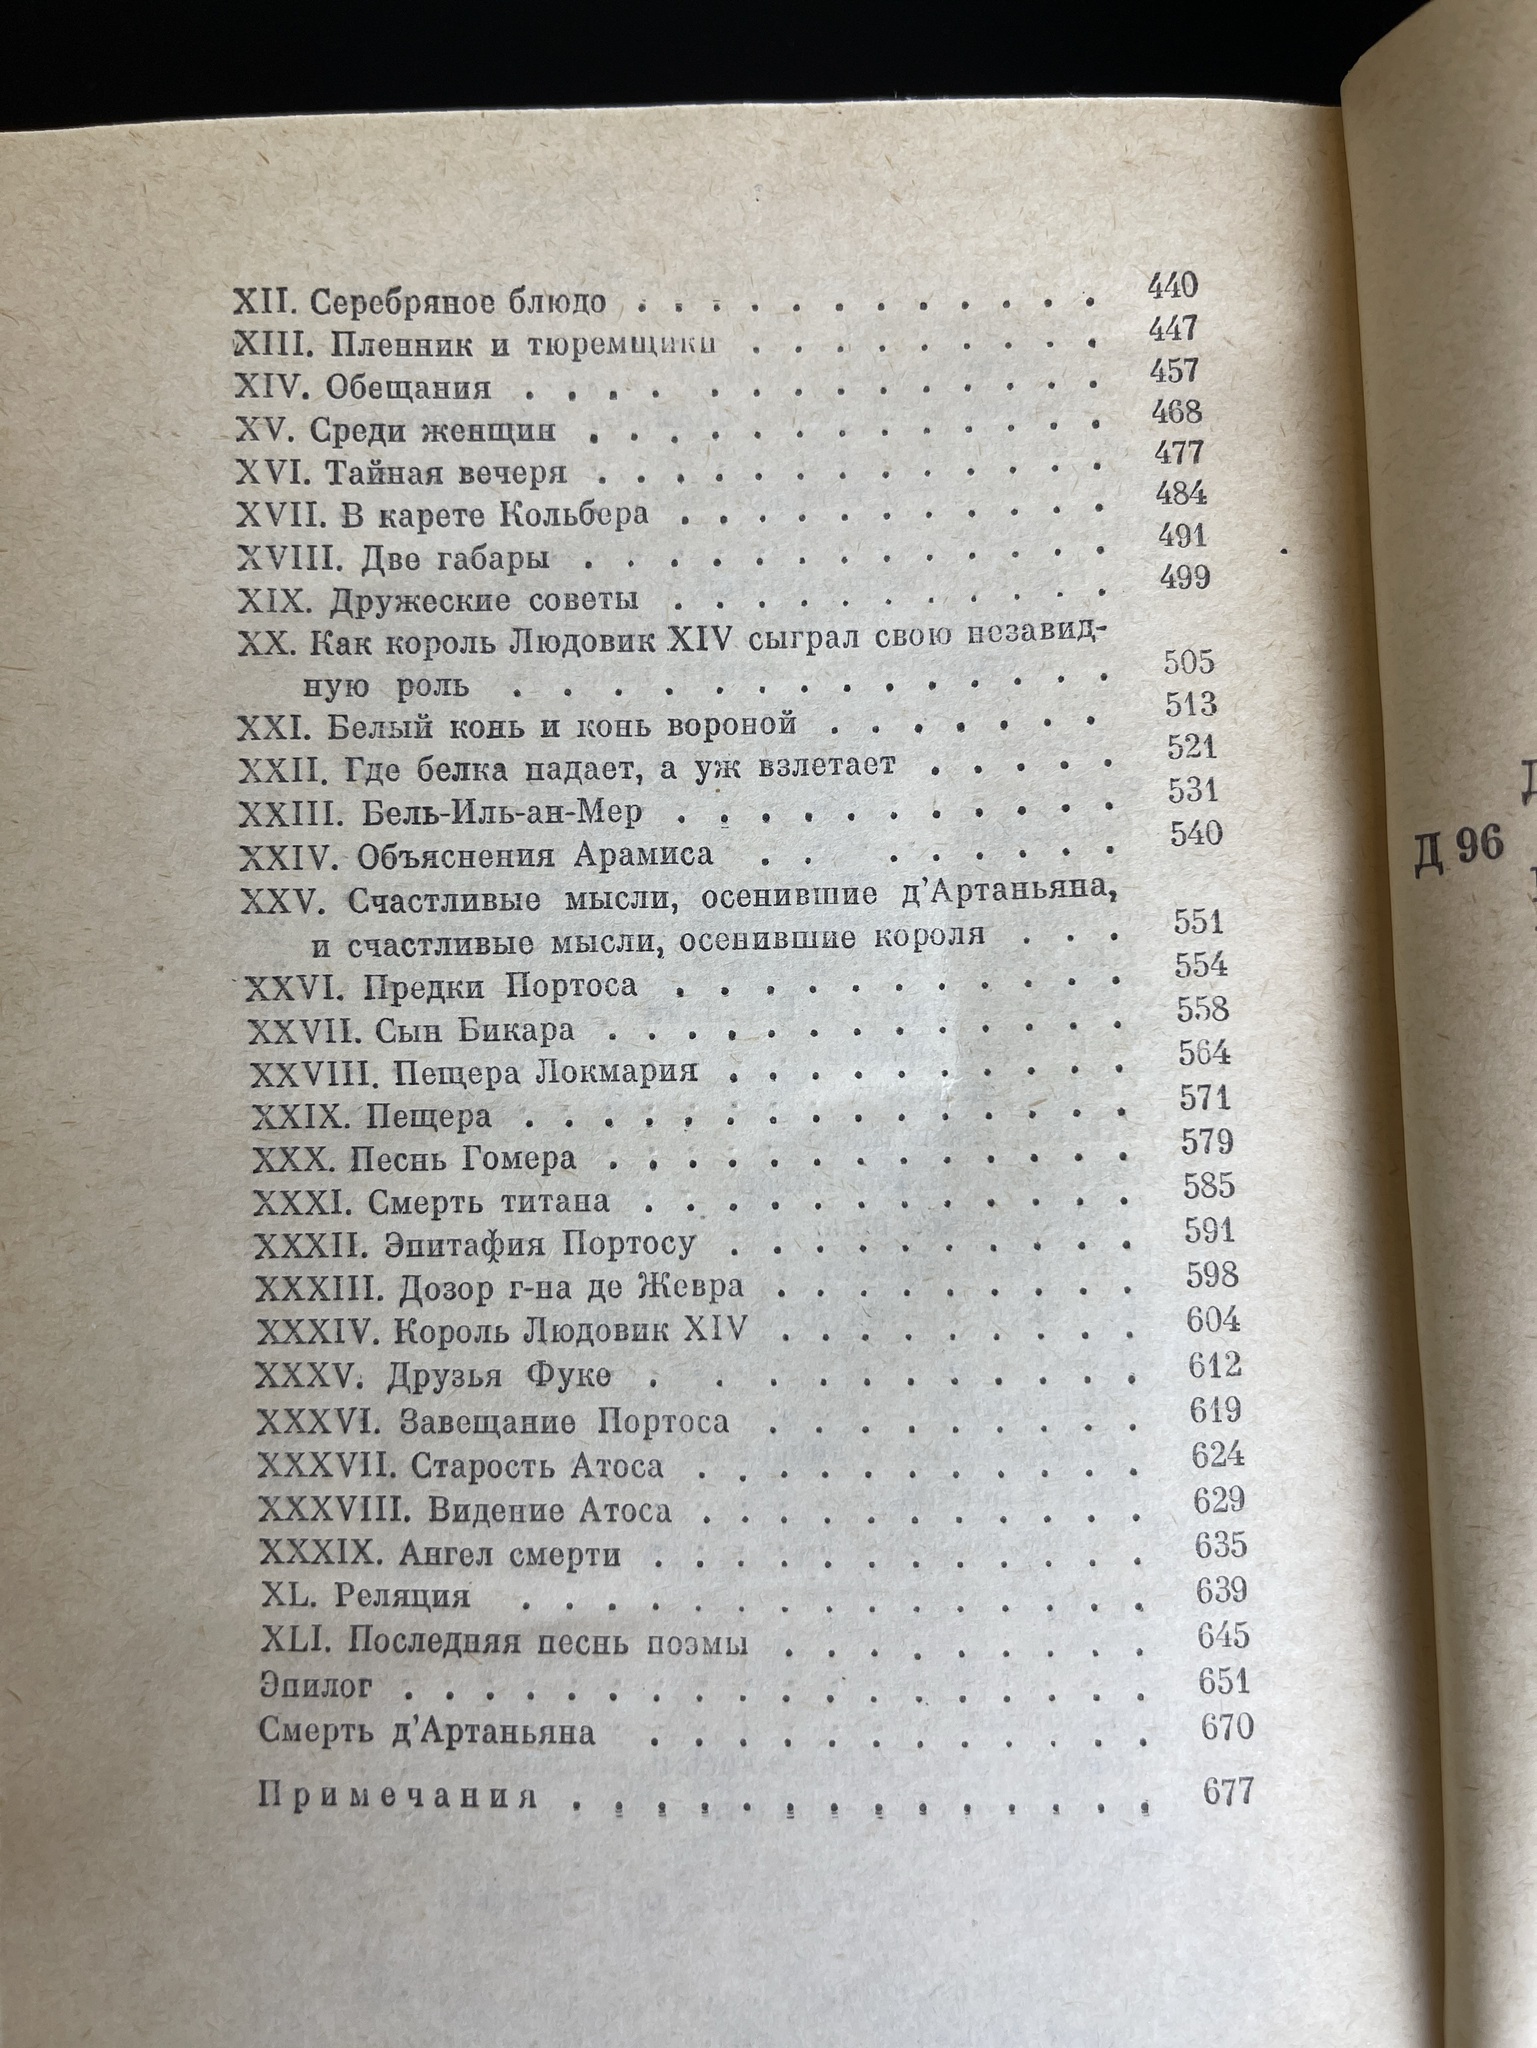 XII. Серебряное блюдо . . . . . . . . . . . . 440
XIII. Пленник и тюремщики . . . . . . . . . 447
XIV. Обещания . . . . . . . . . . . . . . 457
XV. Среди женщин . . . . . . . . . . . . . 468
XVI. Тайная вечеря . . . . . . . . . . . . . 477
XVII. В карете Кольбера . . . . . . . . . . . 484
XVIII. Две габары . . . . . . . . . . . . . 491
XIX. Дружеские советы . . . . . . . . . . . 499
XX. Как король Людовик XIV сыграл свою незавид-
ную роль . . . . . . . . . . . . . 505
XXI. Белый конь и конь вороной . . . . . . . 513
XXII. Где белка падает, а уж взлетает . . . . . 521
XXIII. Бель-Иль-ан-Мер . . . . . . . . . . . 531
XXIV. Объяснения Арамиса . . . . . . . . 540
XXV. Счастливые мысли, осенившие д'Артаньяна,
и счастливые мысли, осенившие короля . . . 551
XXVI. Предки Портоса . . . . . . . . . . . 554
XXVII. Сын Бикара . . . . . . . . . . . . . 558
XXVIII. Пещера Локмария . . . . . . . . . . 564
XXIX. Пещера . . . . . . . . . . . . . . . 571
XXX. Песнь Гомера . . . . . . . . . . . . . 579
XXXI. Смерть титана . . . . . . . . . . . . 585
XXXII. Эпитафия Портосу . . . . . . . . . . 591
XXXIII. Дозор г-на де Жевра . . . . . . . . . 598
XXXIV. Король Людовик XIV . . . . . . . . . 604
XXXV. Друзья Фуке . . . . . . . . . . . 612
XXXVI. Завещание Портоса . . . . . . . . . 619
XXXVII. Старость Атоса . . . . . . . . . . . 624
XXXVIII. Видение Атоса . . . . . . . . . . . 629
XXXIX. Ангел смерти . . . . . . . . . . . . 635
XL. Реляция . . . . . . . . . . . . . . . 639
XLI. Последняя песнь поэмы . . . . . . . . . 645
Эпилог . . . . . . . . . . . . . . . . . . 651
Смерть д'Артаньяна . . . . . . . . . . . . 670
Примечания . . . . . . . . . . . . . . 677
Д 96